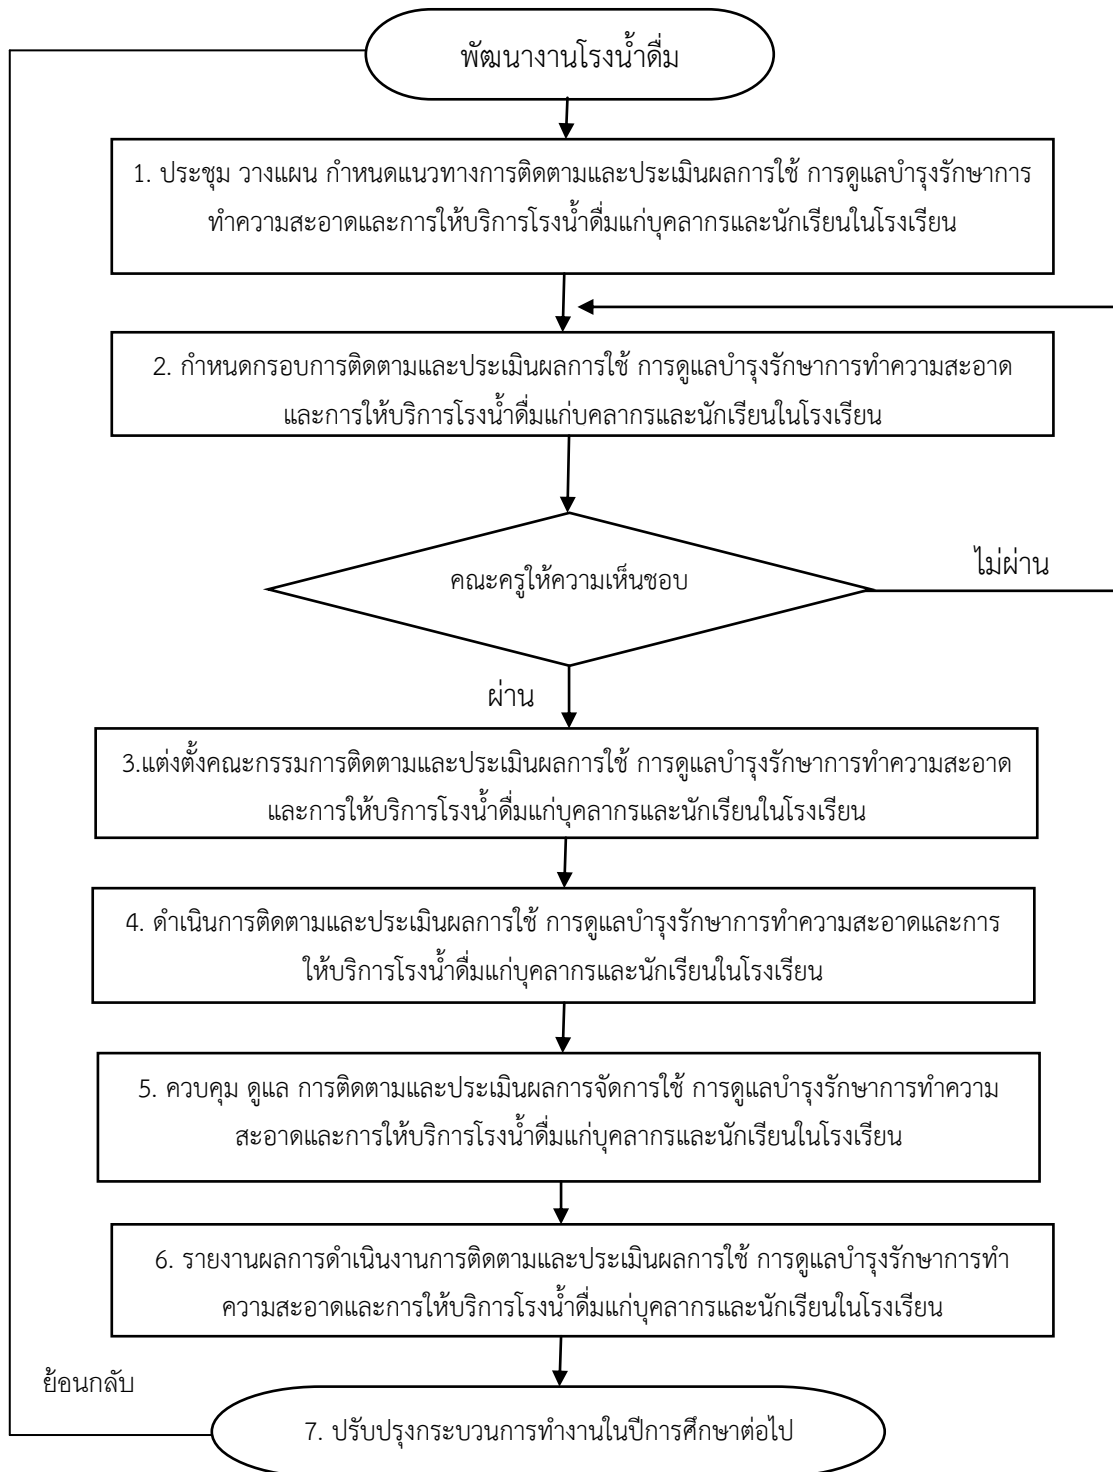 พัฒนางานโรงน้ำดื่ม
1. ประชุม วางแผน กำหนดแนวทางการติดตามและประเมินผลการใช้ การดูแลบำรุงรักษาการ
ทำความสะอาดและการให้บริการโรงน้ำดื่มแก่บุคลากรและนักเรียนในโรงเรียน
2. กำหนดกรอบการติดตามและประเมินผลการใช้ การดูแลบำรุงรักษาการทำความสะอาด
และการให้บริการโรงน้ำดื่มแก่บคลากรและนักเรียนในโรงเรียน
คณะครูให้ความเห็นชอบ
ไม่ผ่าน
ผ่าน
3.แต่งตั้งคณะกรรมการติดตามและประเมินผลการใช้ การดูแลบำรุงรักษาการทำความสะอาด
และการให้บริการโรงน้ำดื่มแก่บุคลากรและนักเรียนในโรงเรียน
4. ดำเนินการติดตามและประเมินผลการใช้ การดูแลบำรุงรักษาการทำความสะอาดและการ
ให้บริการโรงน้ำดื่มแก่บุคลากรและนักเรียนในโรงเรียน
5. ควบคุม ดูแล การติดตามและประเมินผลการจัดการใช้ การดูแลบำรุงรักษาการทำความ
สะอาดและการให้บริการโรงน้ำดื่มแก่บุคลากรและนักเรียนในโรงเรียน
6. รายงานผลการดำเนินงานการติดตามและประเมินผลการใช้ การดูแลบำรุงรักษาการทำ
ความสะอาดและการให้บริการโรงน้ำดื่มแก่บุคลากรและนักเรียนในโรงเรียน
ย้อนกลับ
7. ปรับปรุงกระบวนการทำงานในปีการศึกษาต่อไป